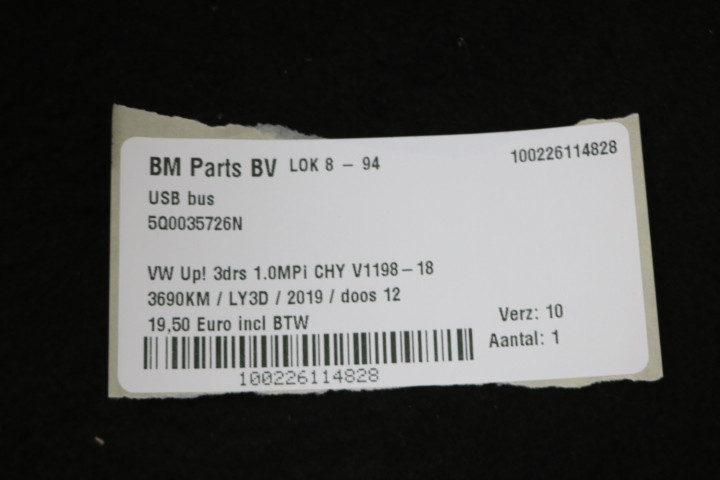 BM Parts BV LOK 8 – 94 100226114828
USB bus
5Q0035726N
VW Up! 3drs 1.0MPi CHY V1198–18
3690KM / LY3D / 2019 / doos 12
19,50 Euro incl BTW
Verz: 10
Aantal: 1
100226114828